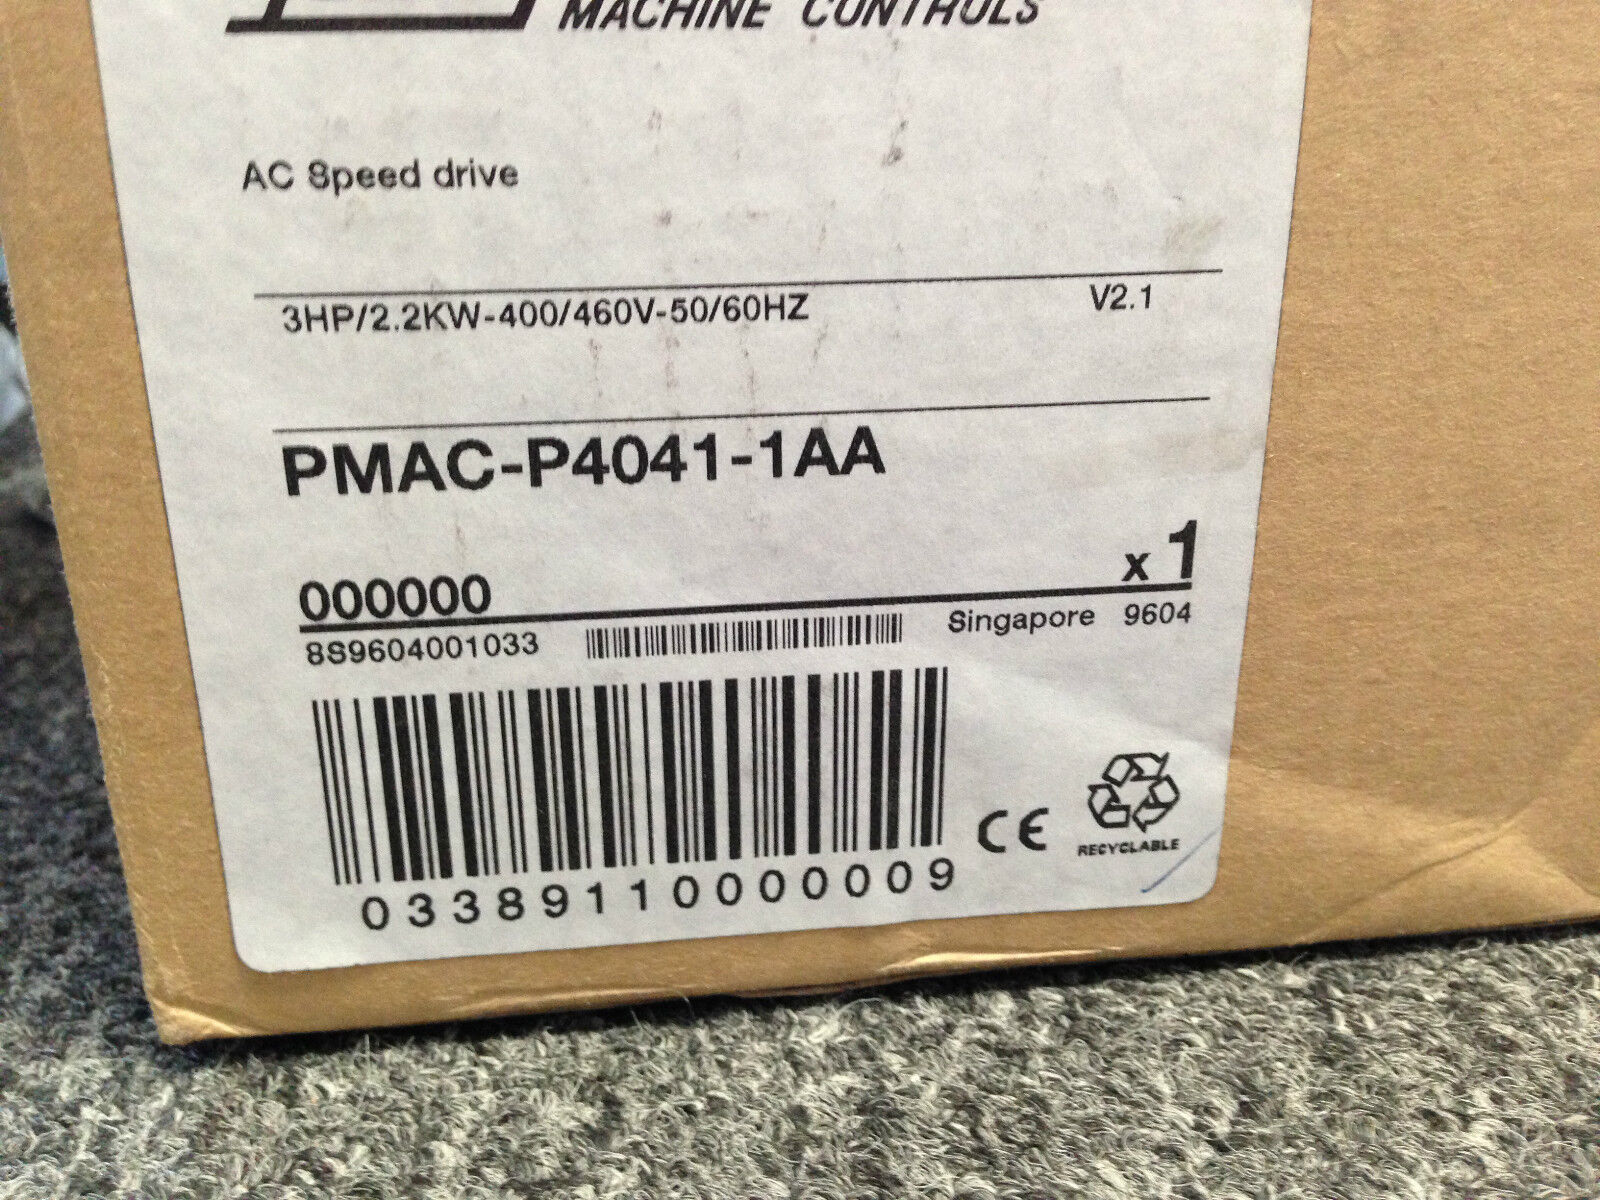 MACHINE CONTROLS
AC Speed drive
3HP/2.2KW-400/460V-50/60HZ V2.1
PMAC-P4041-1AA
x 1
000000
8S9604001033 Singapore 9604
03389110000009
CE
RECYCLABLE